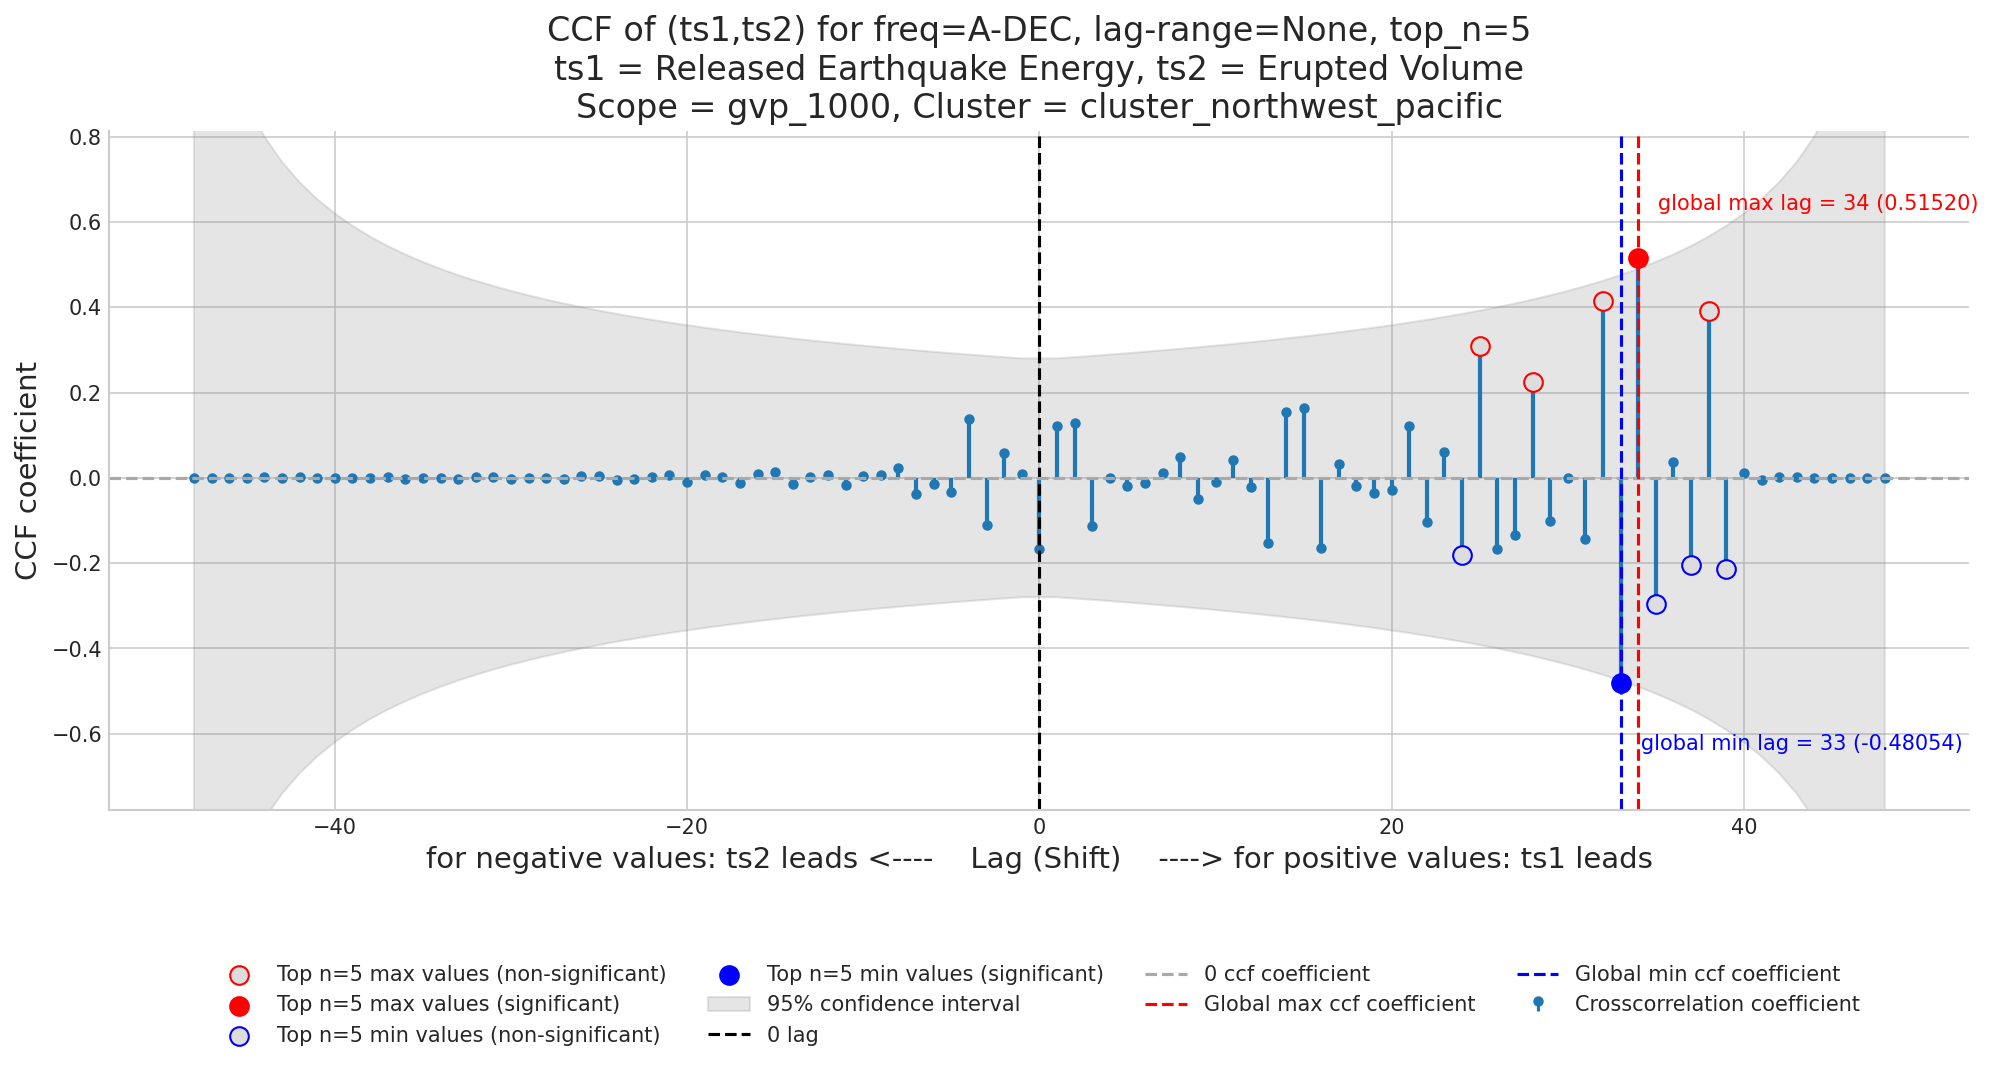 CCF of (ts1,ts2) for freq=A-DEC, lag-range=None, top_n=5
ts1 = Released Earthquake Energy, ts2 = Erupted Volume
Scope = gvp_1000, Cluster = cluster_northwest_pacific
0.8
0.6
0.4
0.2
0.0
−0.2
−0.4
−0.6
CCF coefficient
global max lag = 34 (0.51520)
global min lag = 33 (-0.48054)
−40
−20
0
20
40
for negative values: ts2 leads <---- Lag (Shift) ----> for positive values: ts1 leads
Top n=5 max values (non-significant)
Top n=5 max values (significant)
Top n=5 min values (non-significant)
Top n=5 min values (significant)
95% confidence interval
0 lag
0 ccf coefficient
Global max ccf coefficient
Global min ccf coefficient
Crosscorrelation coefficient